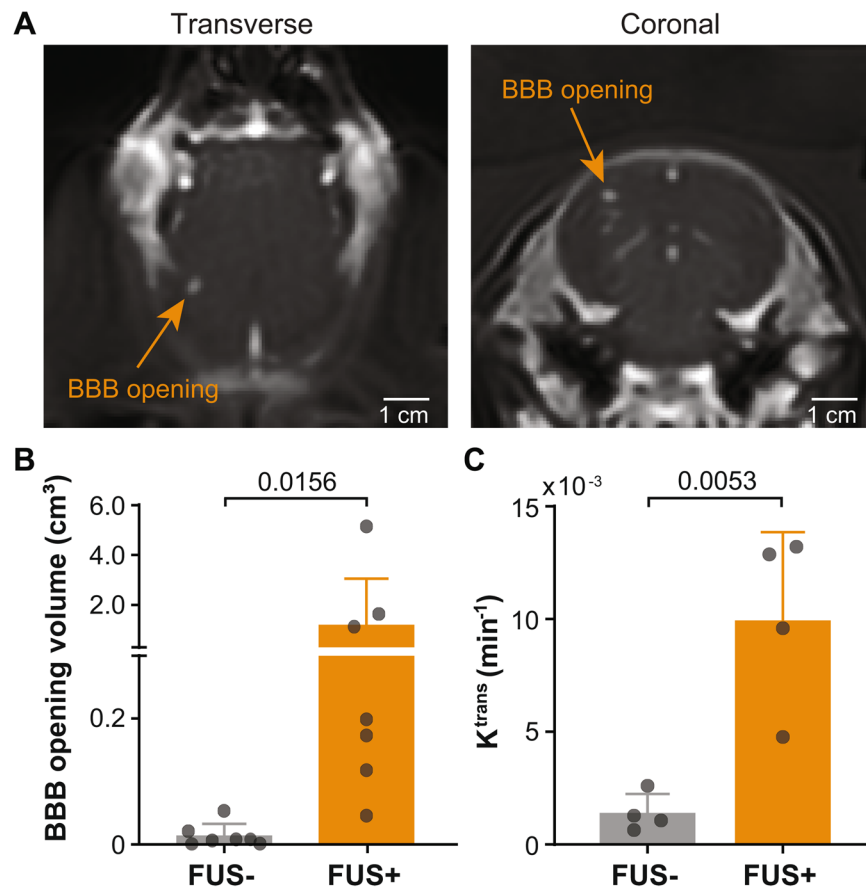 A
Transverse
Coronal
BBB opening
BBB opening
1 cm
1 cm
B
BBB opening volume (cm³)
6.0
4.0
2.0
0.2
0
0.0156
FUS-
FUS+
C
x10⁻³
Kᵗʳᵃⁿˢ (min⁻¹)
15
10
5
0
0.0053
FUS-
FUS+